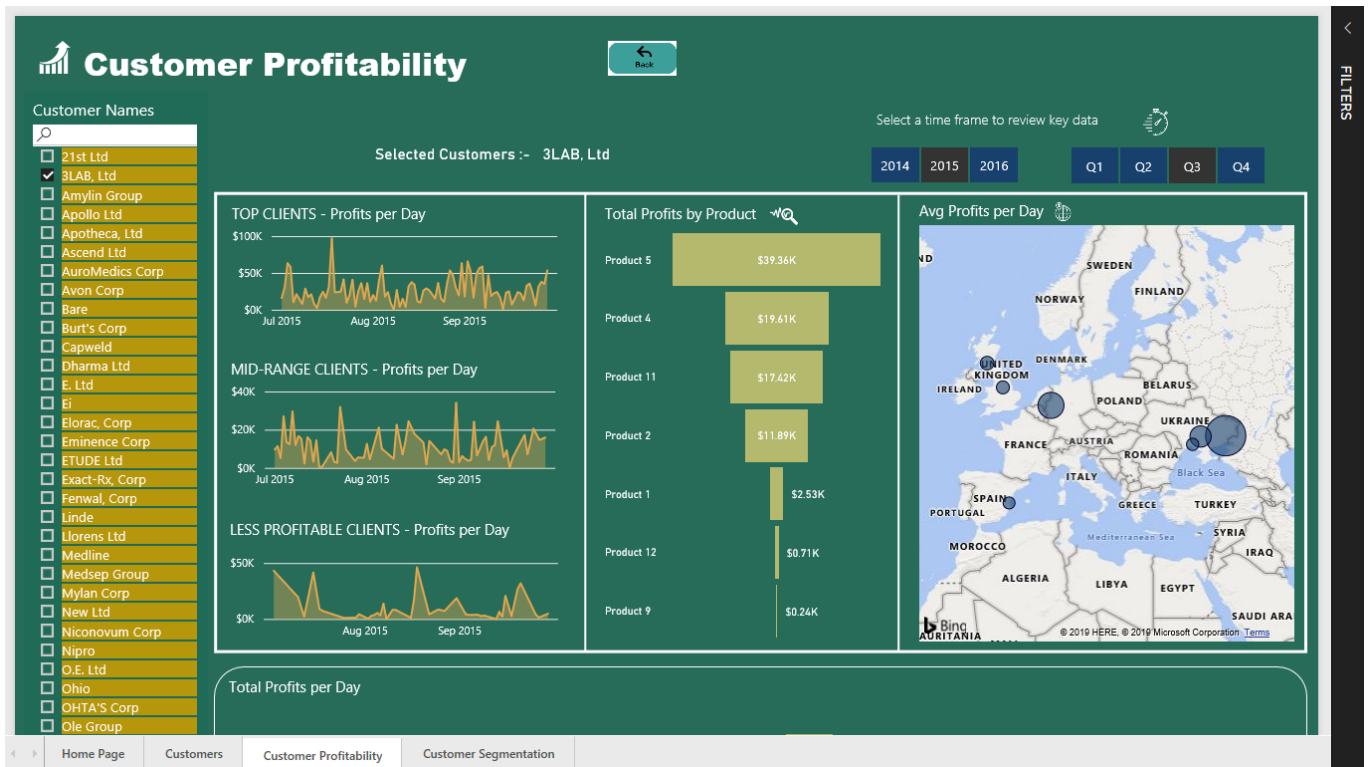 Customer Profitability
Back
FILTERS
Customer Names
21st Ltd
3LAB, Ltd
Amylin Group
Apollo Ltd
Apotheca, Ltd
Ascend Ltd
AuroMedics Corp
Avon Corp
Bare
Burt's Corp
Capweld
Dharma Ltd
E. Ltd
Ei
Elorac, Corp
Eminence Corp
ETUDE Ltd
Exact-Rx, Corp
Fenwal, Corp
Linde
Llorens Ltd
Medline
Medsep Group
Mylan Corp
New Ltd
Niconovum Corp
Nipro
O.E. Ltd
Ohio
OHTA'S Corp
Ole Group
Selected Customers :- 3LAB, Ltd
Select a time frame to review key data
2014 2015 2016 Q1 Q2 Q3 Q4
TOP CLIENTS - Profits per Day
$100K
$50K
$0K
Jul 2015 Aug 2015 Sep 2015
MID-RANGE CLIENTS - Profits per Day
$40K
$20K
$0K
Jul 2015 Aug 2015 Sep 2015
LESS PROFITABLE CLIENTS - Profits per Day
$50K
$0K
Aug 2015 Sep 2015
Total Profits by Product
Product 5 $39.36K
Product 4 $19.61K
Product 11 $17.42K
Product 2 $11.89K
Product 1 $2.53K
Product 12 $0.71K
Product 9 $0.24K
Avg Profits per Day
ND
SWEDEN
FINLAND
NORWAY
UNITED
KINGDOM
DENMARK
IRELAND
BELARUS
POLAND
UKRAINE
FRANCE
AUSTRIA
ROMANIA
ITALY
Black Sea
SPAIN
PORTUGAL
GREECE
TURKEY
Mediterranean Sea
SYRIA
MOROCCO
IRAQ
ALGERIA
LIBYA
EGYPT
SAUDI ARA
Bing
AURITANIA
© 2019 HERE, © 2019 Microsoft Corporation Terms
Total Profits per Day
Home Page Customers Customer Profitability Customer Segmentation